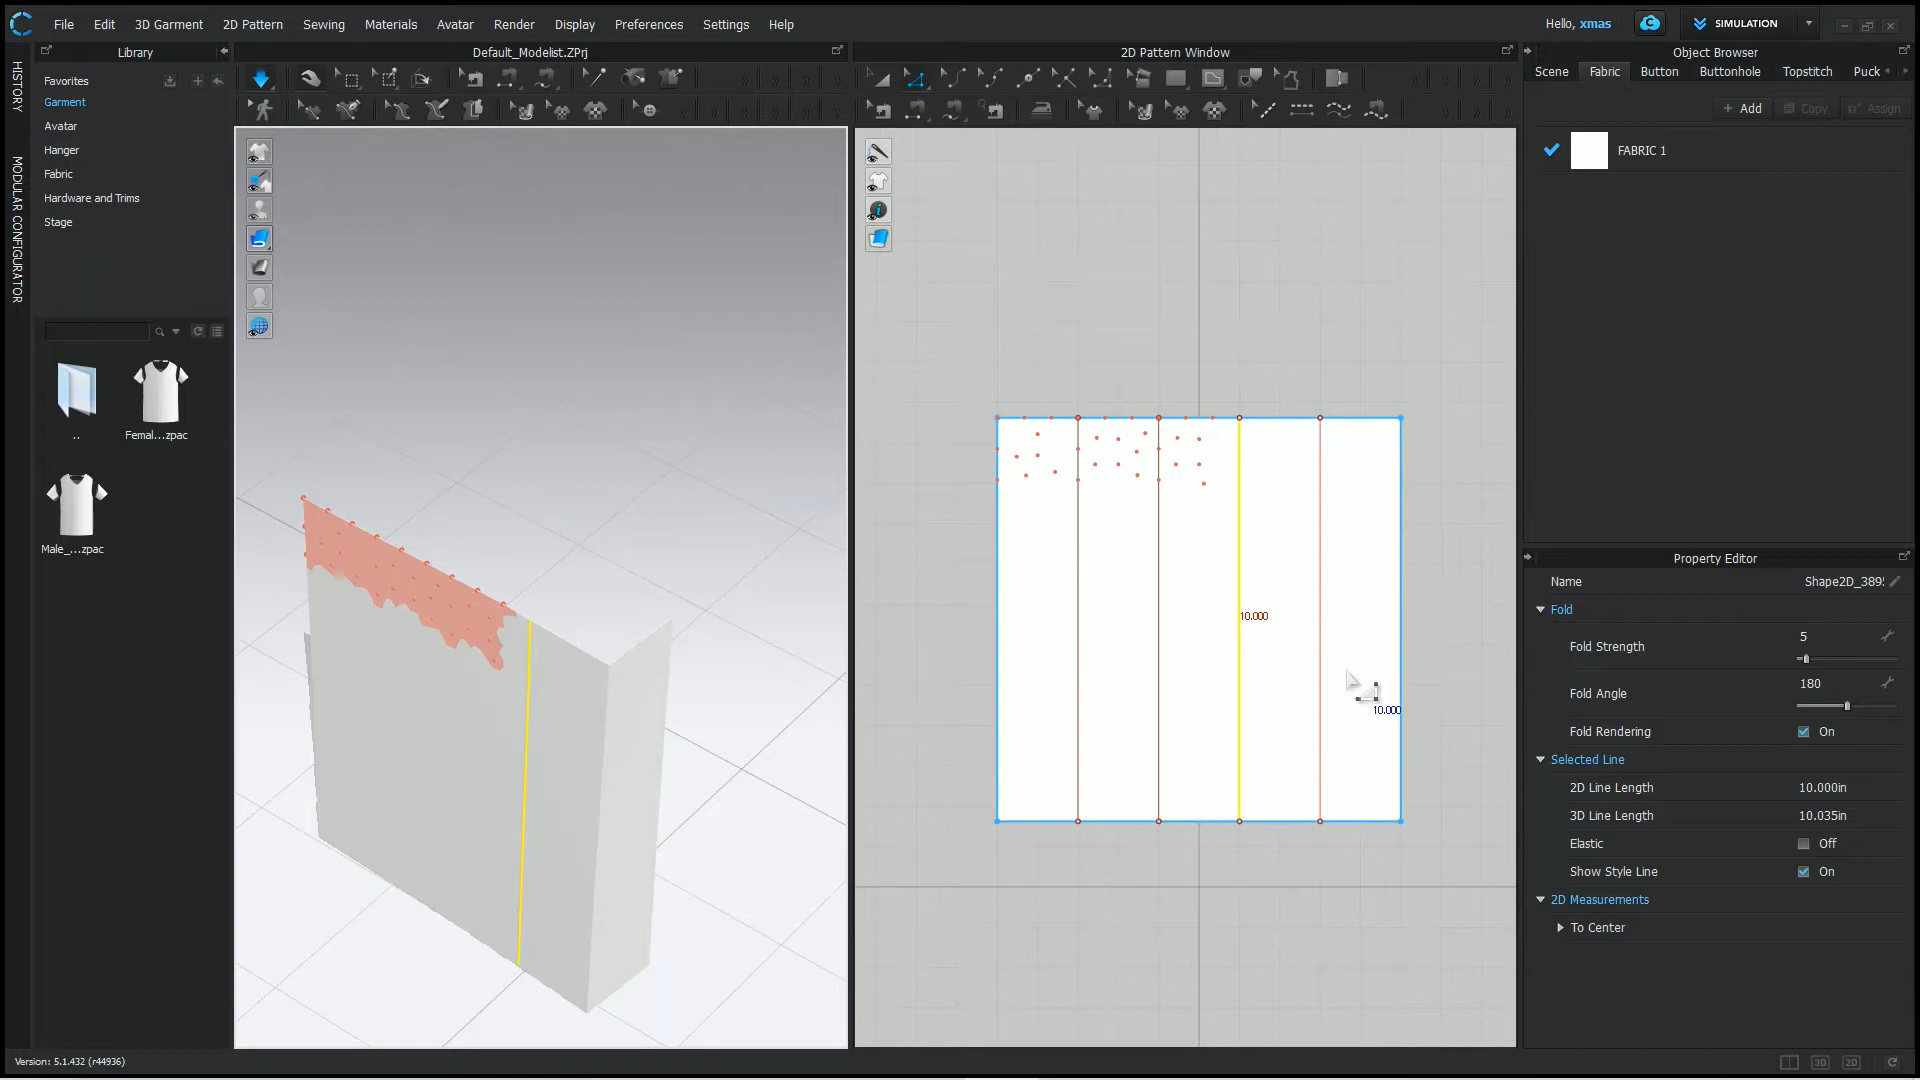 File Edit 3D Garment 2D Pattern Sewing Materials Avatar Render Display Preferences Settings Help
Hello, xmas
SIMULATION
Library
Default_Modelist.ZPrj
2D Pattern Window
Object Browser
HISTORY
MODULAR CONFIGURATOR
Favorites
Garment
Avatar
Hanger
Fabric
Hardware and Trims
Stage
..
Femal...zpac
Male_...zpac
10.000
10.000
Scene Fabric Button Buttonhole Topstitch Puck
+ Add Copy Assign
FABRIC 1
Property Editor
Name Shape2D_389
Fold
Fold Strength 5
Fold Angle 180
Fold Rendering On
Selected Line
2D Line Length 10.000in
3D Line Length 10.035in
Elastic Off
Show Style Line On
2D Measurements
To Center
Version: 5.1.432 (r44936)
3D 2D